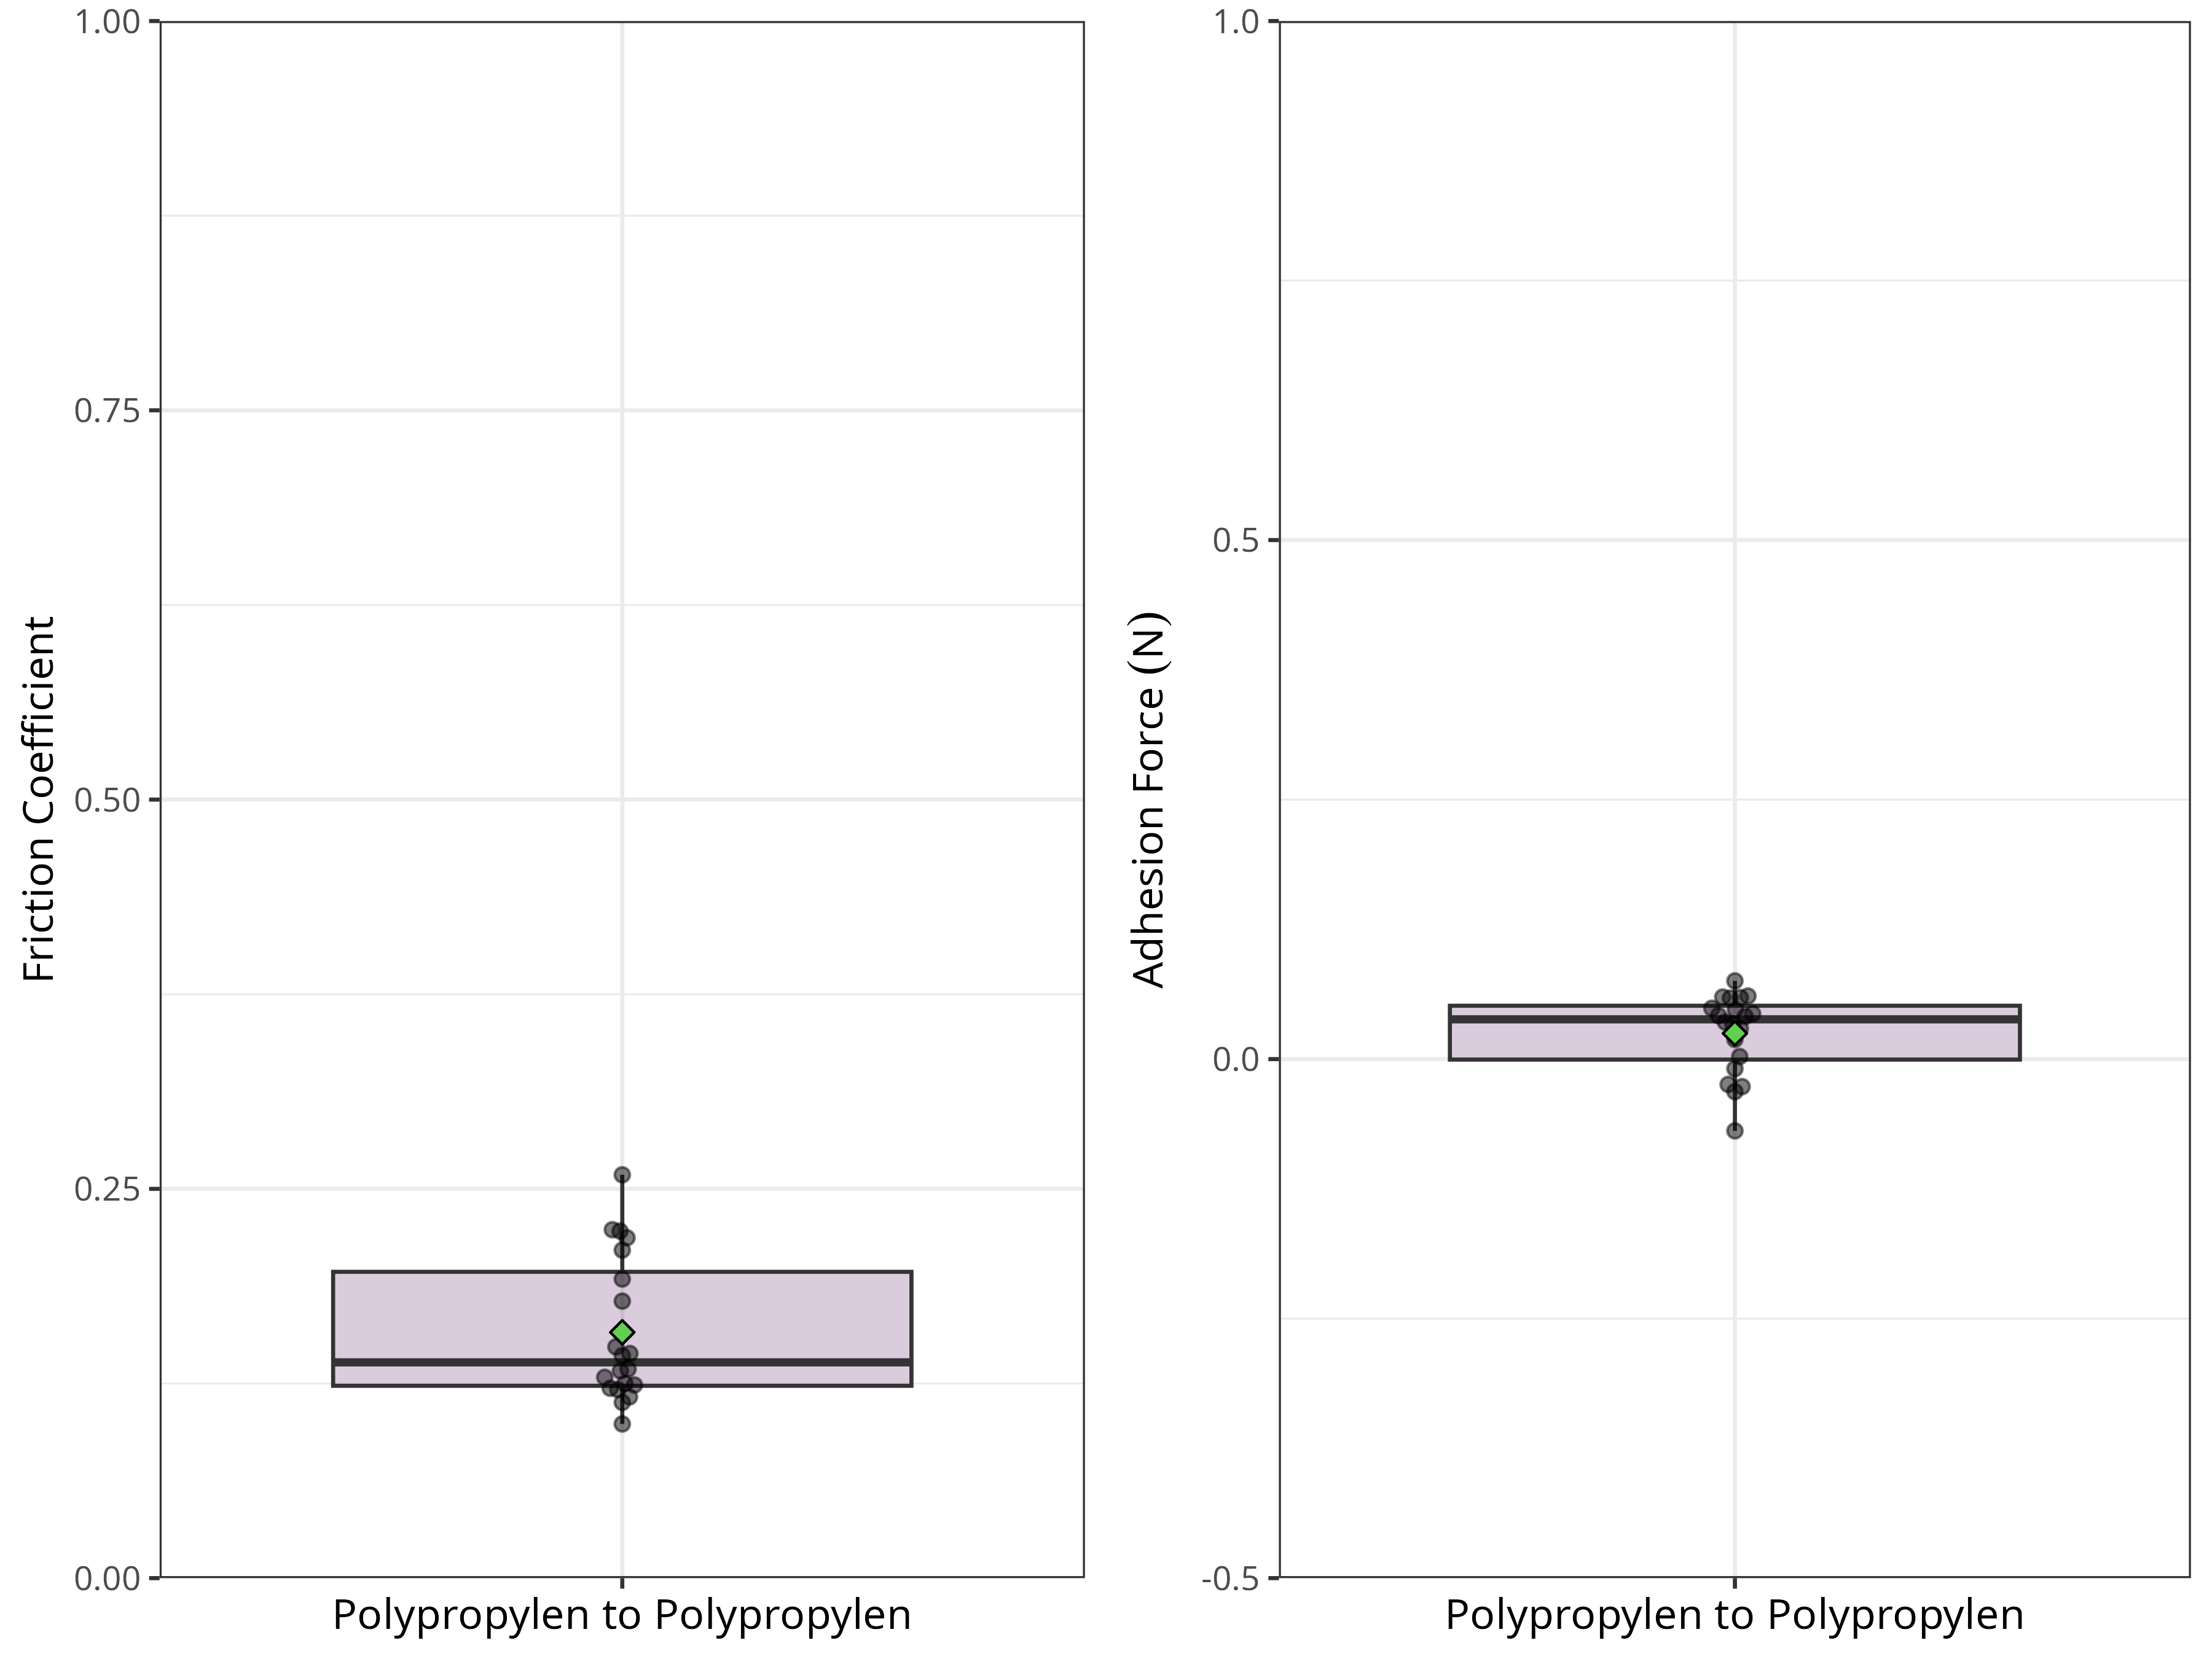 Friction Coefficient
1.00
0.75
0.50
0.25
0.00
Polypropylen to Polypropylen
Adhesion Force (N)
1.0
0.5
0.0
-0.5
Polypropylen to Polypropylen